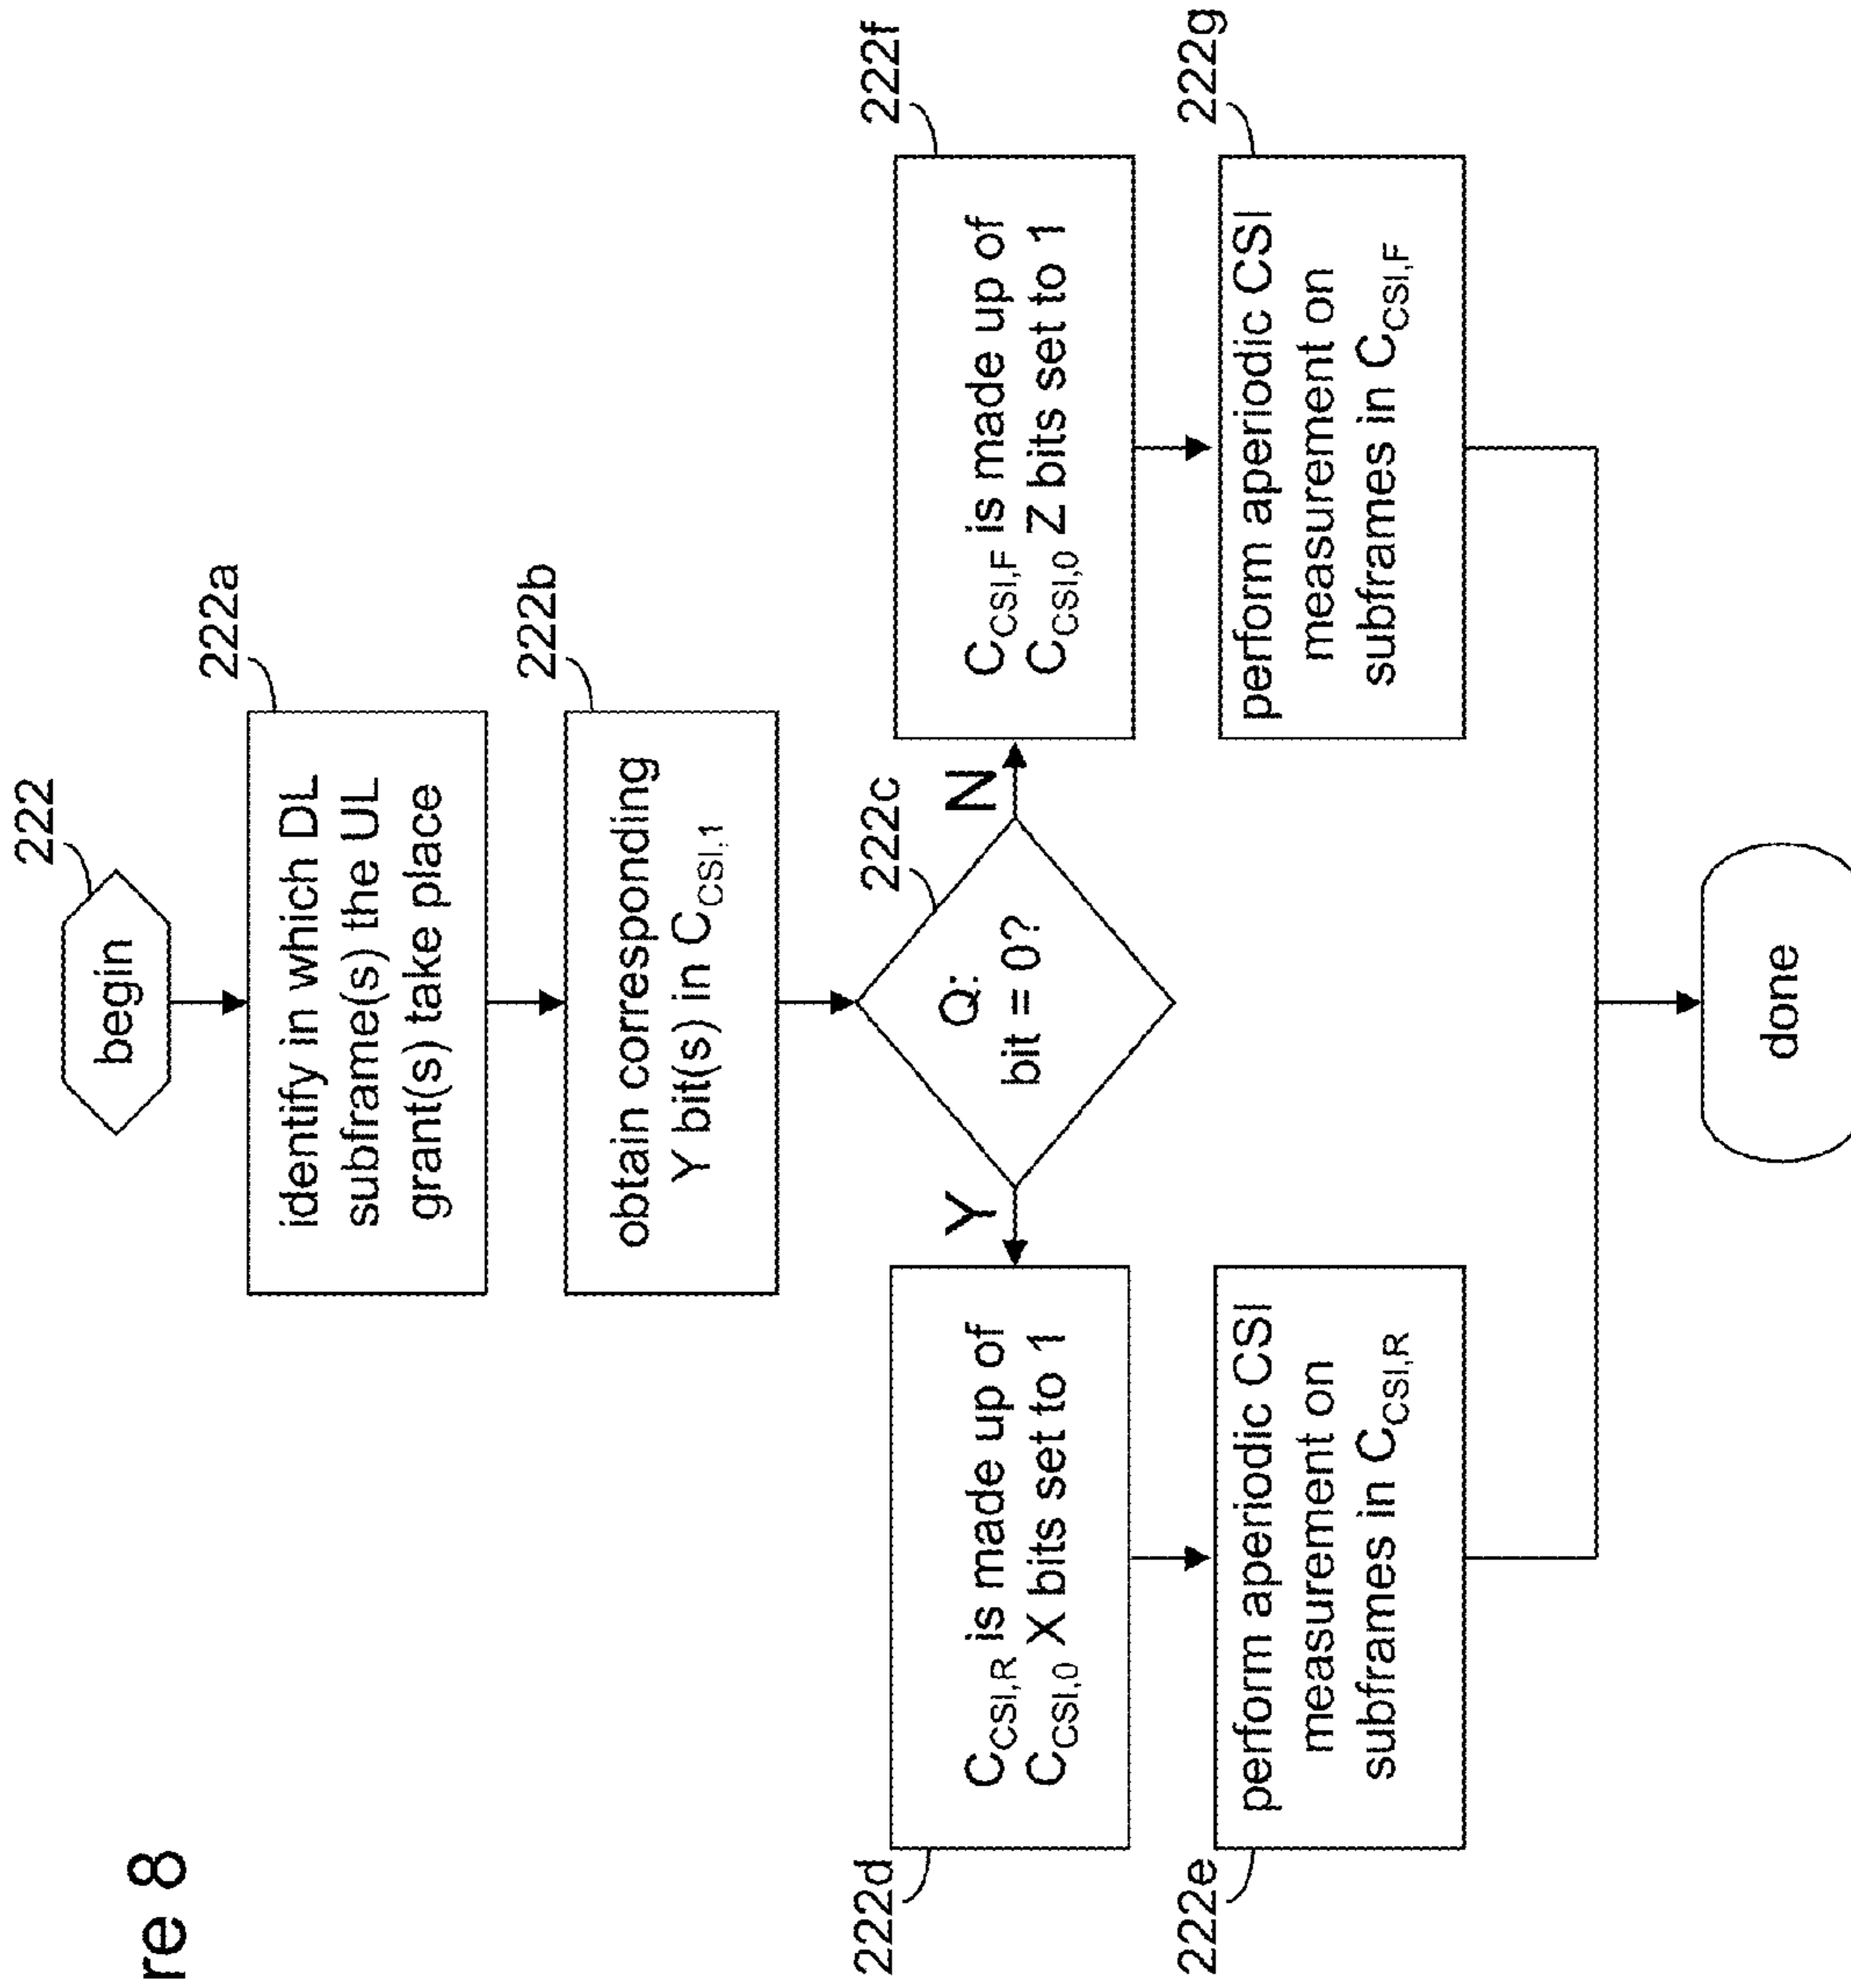 re 8
222
begin
222a
identify in which DL
subframe(s) the UL
grant(s) take place
222b
obtain corresponding
Y bit(s) in C_CSI,1
222c
Q:
bit = 0?
Y
N
222d
C_CSI,R is made up of
C_CSI,0 X bits set to 1
222e
perform aperiodic CSI
measurement on
subframes in C_CSI,R
222f
C_CSI,F is made up of
C_CSI,0 Z bits set to 1
222g
perform aperiodic CSI
measurement on
subframes in C_CSI,F
done